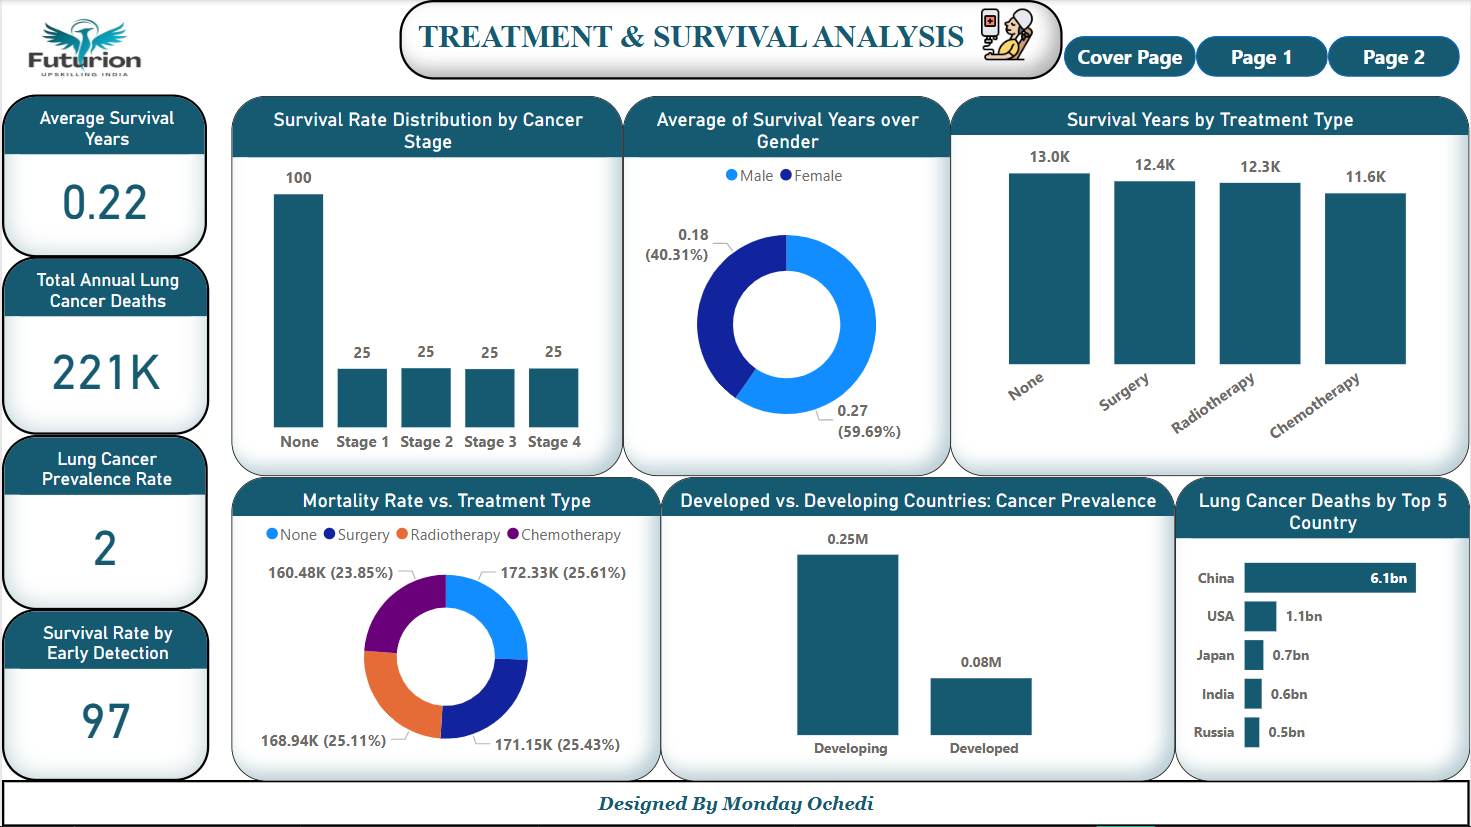 Futurion
UPSKILLING INDIA
TREATMENT & SURVIVAL ANALYSIS
Cover Page
Page 1
Page 2
Average Survival
Years
0.22
Total Annual Lung
Cancer Deaths
221K
Lung Cancer
Prevalence Rate
2
Survival Rate by
Early Detection
97
Survival Rate Distribution by Cancer
Stage
100
25
25
25
25
None
Stage 1
Stage 2
Stage 3
Stage 4
Average of Survival Years over
Gender
Male
Female
0.18
(40.31%)
0.27
(59.69%)
Survival Years by Treatment Type
13.0K
12.4K
12.3K
11.6K
None
Surgery
Radiotherapy
Chemotherapy
Mortality Rate vs. Treatment Type
None
Surgery
Radiotherapy
Chemotherapy
160.48K (23.85%)
172.33K (25.61%)
168.94K (25.11%)
171.15K (25.43%)
Developed vs. Developing Countries: Cancer Prevalence
0.25M
0.08M
Developing
Developed
Lung Cancer Deaths by Top 5
Country
China
6.1bn
USA
1.1bn
Japan
0.7bn
India
0.6bn
Russia
0.5bn
Designed By Monday Ochedi